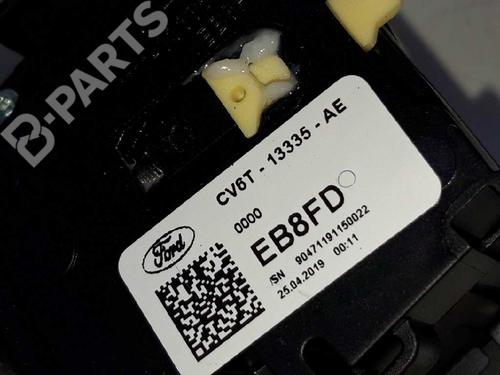 B-PARTS
CV6T - 13335 - AE
0000
EB8FD
Ford
/SN 90471191150022
25.04.2019 00:11